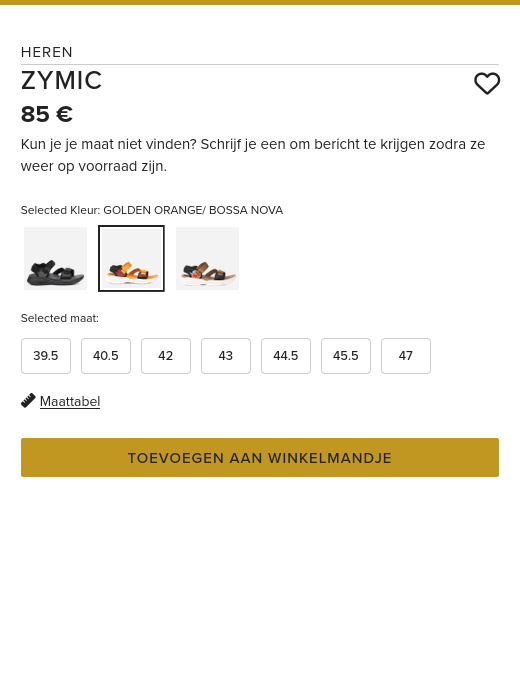 HEREN
ZYMIC
85 €
Kun je je maat niet vinden? Schrijf je een om bericht te krijgen zodra ze
weer op voorraad zijn.
Selected Kleur: GOLDEN ORANGE/ BOSSA NOVA
Selected maat:
39.5 40.5 42 43 44.5 45.5 47
Maattabel
TOEVOEGEN AAN WINKELMANDJE